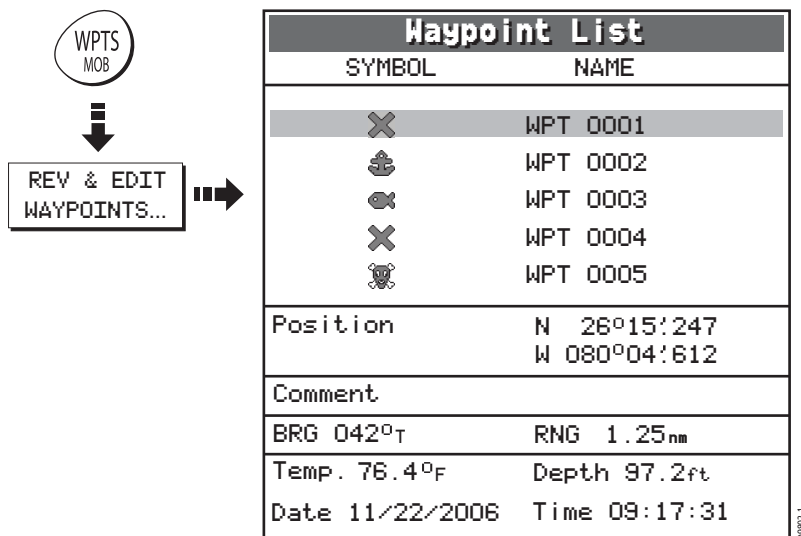 WPTS
MOB
REV & EDIT
WAYPOINTS...
Waypoint List
SYMBOL NAME
WPT 0001
WPT 0002
WPT 0003
WPT 0004
WPT 0005
Position N 26°15.'247
W 080°04.'612
Comment
BRG 042°T RNG 1.25nm
Temp. 76.4°F Depth 97.2ft
Date 11/22/2006 Time 09:17:31